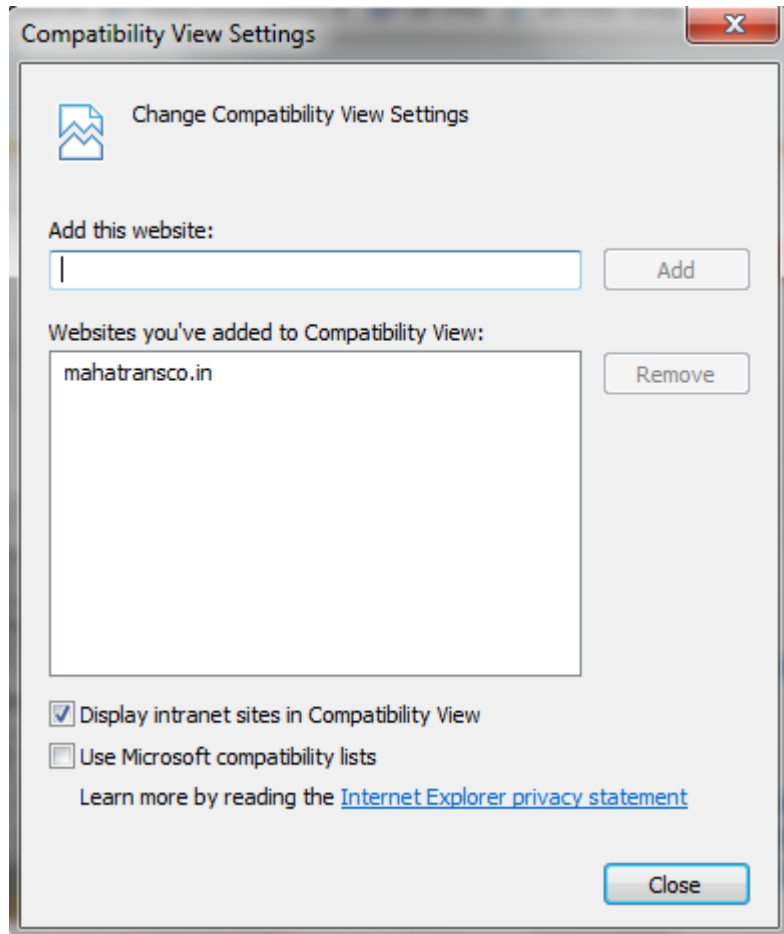 Compatibility View Settings
Change Compatibility View Settings
Add this website:
Add
Websites you've added to Compatibility View:
mahatransco.in
Remove
Display intranet sites in Compatibility View
Use Microsoft compatibility lists
Learn more by reading the Internet Explorer privacy statement
Close